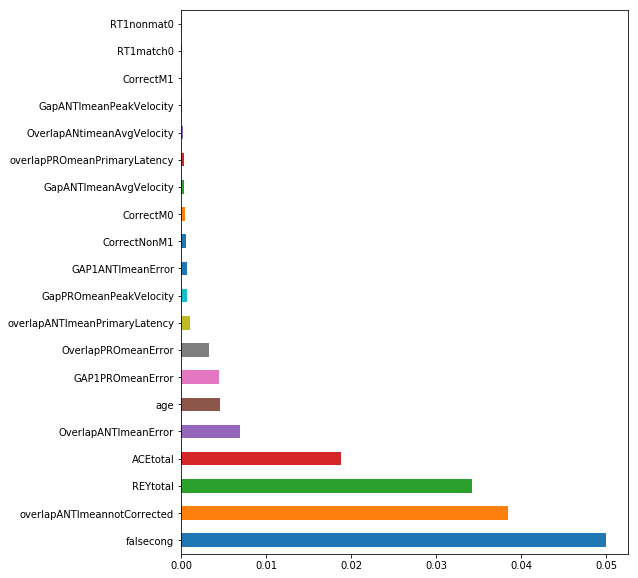 RT1nonmat0
RT1match0
CorrectM1
GapANTImeanPeakVelocity
OverlapANtimeanAvgVelocity
overlapPROmeanPrimaryLatency
GapANTImeanAvgVelocity
CorrectM0
CorrectNonM1
GAP1ANTImeanError
GapPROmeanPeakVelocity
overlapANTImeanPrimaryLatency
OverlapPROmeanError
GAP1PROmeanError
age
OverlapANTImeanError
ACEtotal
REYtotal
overlapANTImeannotCorrected
falsecong
0.00 0.01 0.02 0.03 0.04 0.05